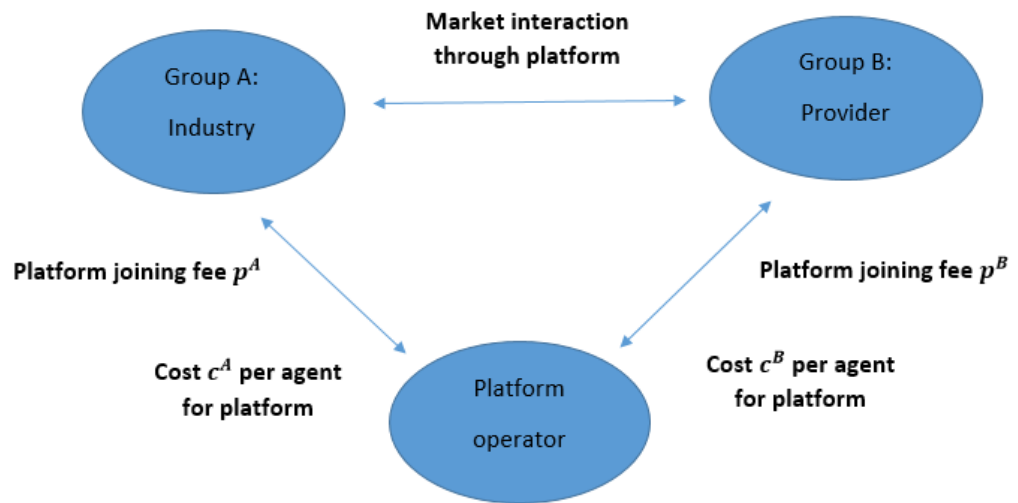 Market interaction
through platform
Group A:
Industry
Group B:
Provider
Platform joining fee p^A
Platform joining fee p^B
Cost c^A per agent
for platform
Cost c^B per agent
for platform
Platform
operator